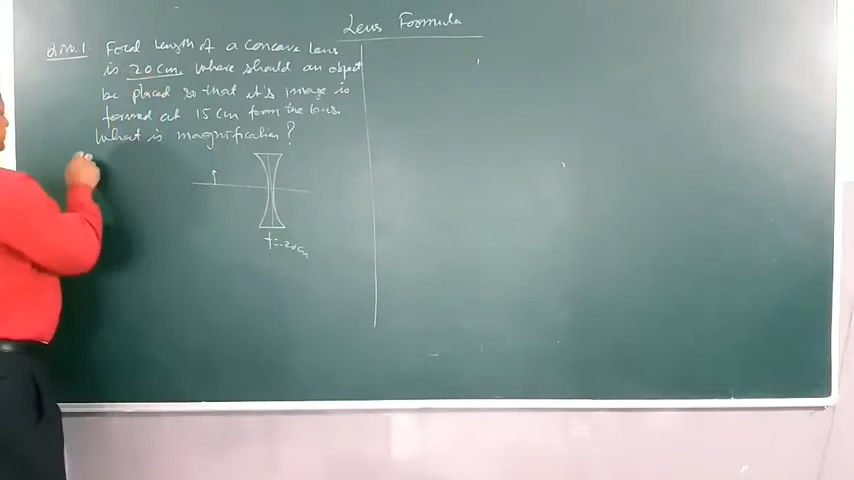 Lens Formula
Q.No.1. Focal length of a concave lens
is 20 cm, where should an object
be placed so that it's image is
formed at 15 cm form the lens.
What is magnification?
f=-20cm